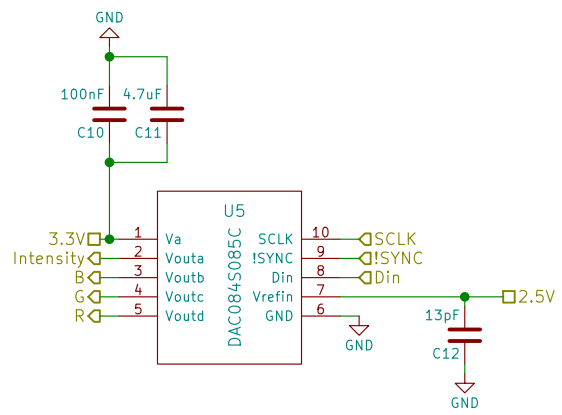 GND
100nF
4.7uF
C10
C11
U5
DAC084S085C
3.3V
1
Va
SCLK
10
SCLK
Intensity
2
Vouta
!SYNC
9
!SYNC
B
3
Voutb
Din
8
Din
G
4
Voutc
Vrefin
7
2.5V
R
5
Voutd
GND
6
GND
13pF
C12
GND